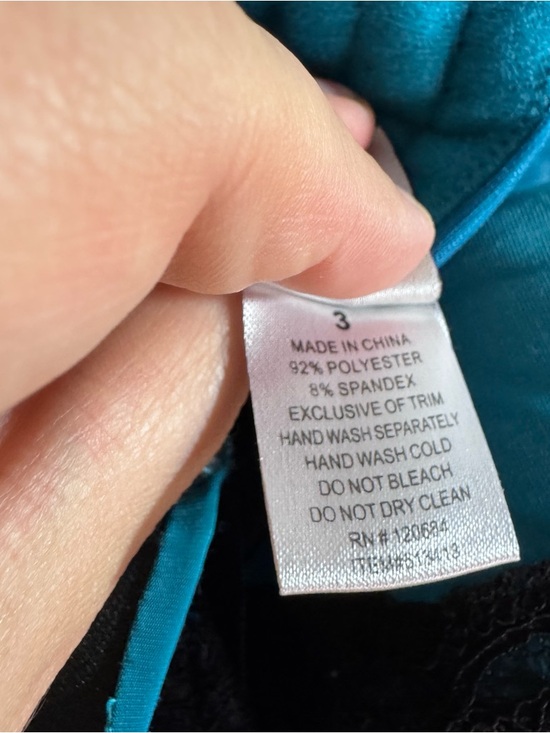 3
MADE IN CHINA
92% POLYESTER
8% SPANDEX
EXCLUSIVE OF TRIM
HAND WASH SEPARATELY
HAND WASH COLD
DO NOT BLEACH
DO NOT DRY CLEAN
RN # 120684